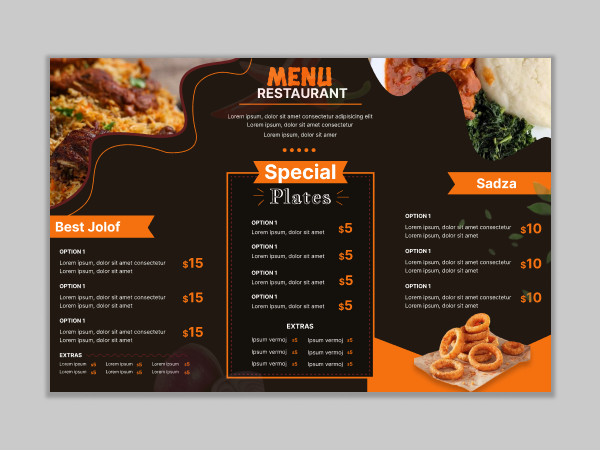 MENU
RESTAURANT
Lorem ipsum, dolor sit amet consectetur adipisicing elit
Lorem ipsum, dolor sit amet consectetur
Lorem ipsum, dolor sit amer
Best Jolof
OPTION 1
Lorem ipsum, dolor sit amet consectetur
Lorem ipsum, dolor sit amet
$15
OPTION 1
Lorem ipsum, dolor sit amet consectetur
Lorem ipsum, dolor sit amet
$15
OPTION 1
Lorem ipsum, dolor sit amet consectetur
Lorem ipsum, dolor sit amet
$15
EXTRAS
Lorem ipsum $5 Lorem ipsum $5 Lorem ipsum $5
Lorem ipsum $5 Lorem ipsum $5 Lorem ipsum $5
Special
Plates
OPTION 1
Lorem ipsum, dolor sit amet $5
OPTION 1
Lorem ipsum, dolor sit amet $5
OPTION 1
Lorem ipsum, dolor sit amet $5
OPTION 1
Lorem ipsum, dolor sit amet $5
EXTRAS
Ipsum vermoj $5 Ipsum vermoj $5
Ipsum vermoj $5 Ipsum vermoj $5
Ipsum vermoj $5 Ipsum vermoj $5
Sadza
OPTION 1
Lorem ipsum, dolor sit amet consectetur
Lorem ipsum, dolor sit amet
$10
OPTION 1
Lorem ipsum, dolor sit amet consectetur
Lorem ipsum, dolor sit amet
$10
OPTION 1
Lorem ipsum, dolor sit amet consectetur
Lorem ipsum, dolor sit amet
$10